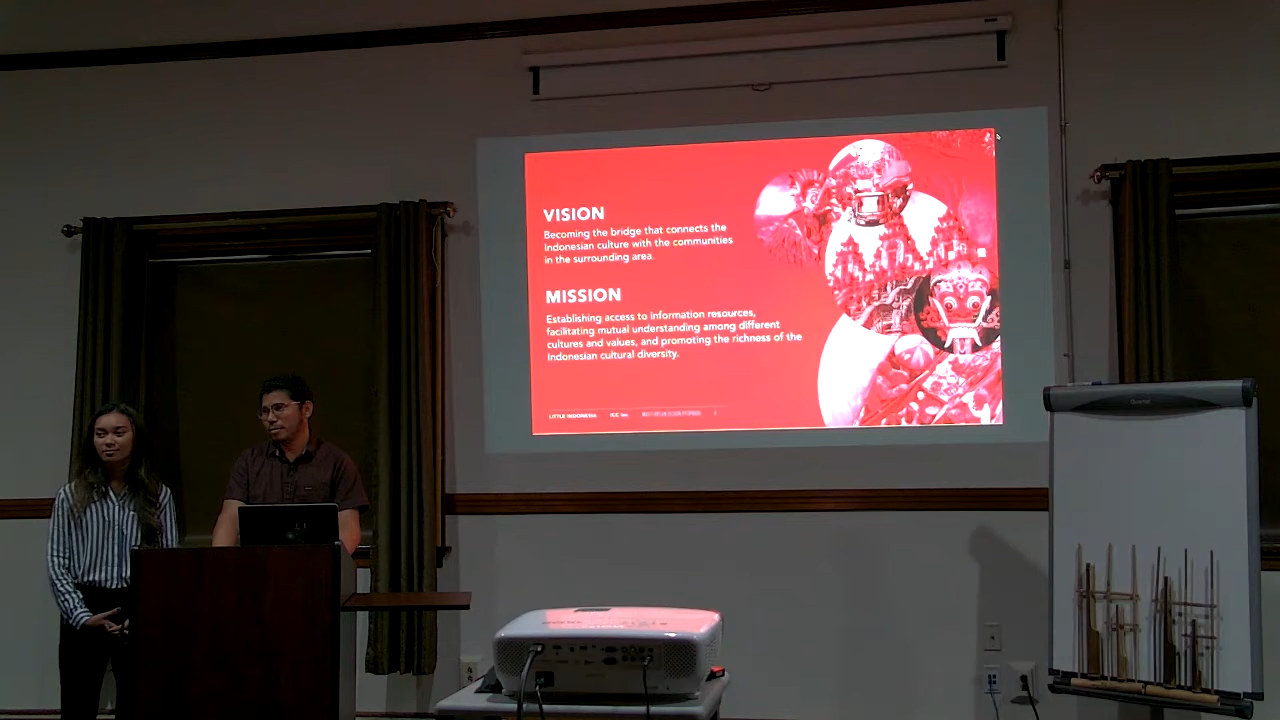 VISION
Becoming the bridge that connects the
Indonesian culture with the communities
in the surrounding area.
MISSION
Establishing access to information resources,
facilitating mutual understanding among different
cultures and values, and promoting the richness of the
Indonesian cultural diversity.
LITTLE INDONESIA